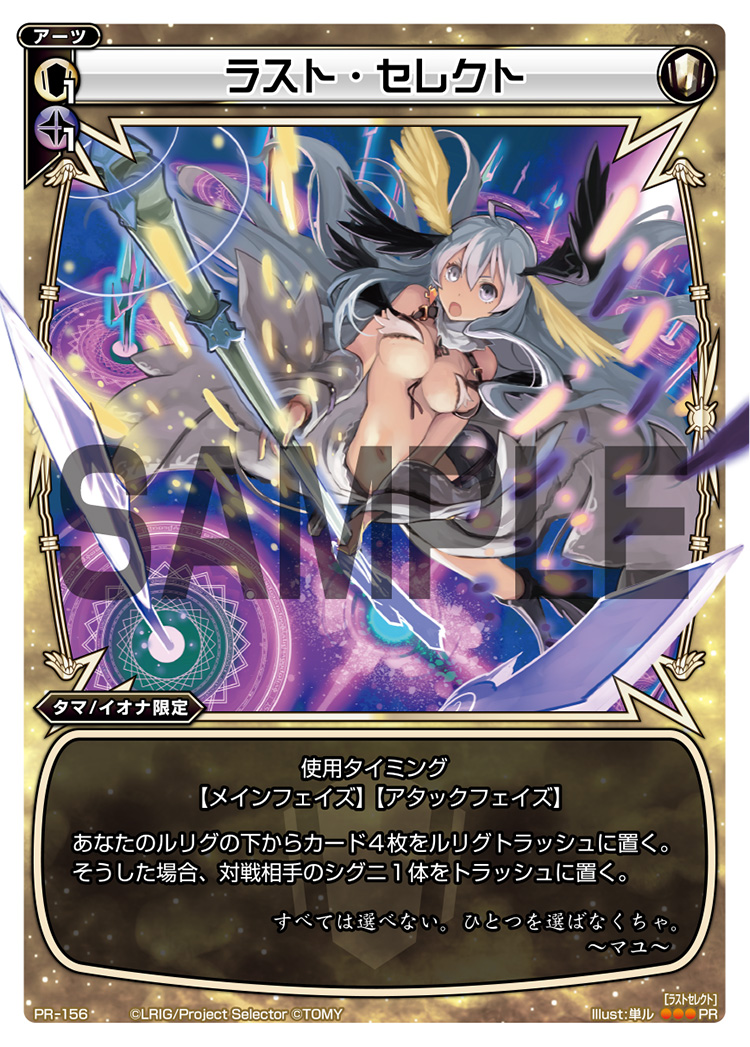 アーツ
ラスト・セレクト
1
1
SAMPLE
タマ/イオナ限定
使用タイミング
【メインフェイズ】【アタックフェイズ】
あなたのルリグの下からカード４枚をルリグトラッシュに置く。
そうした場合、対戦相手のシグニ１体をトラッシュに置く。
すべては選べない。ひとつを選ばなくちゃ。
～マユ～
[ラストセレクト]
PR-156 ©LRIG/Project Selector ©TOMY Illust:単ル PR